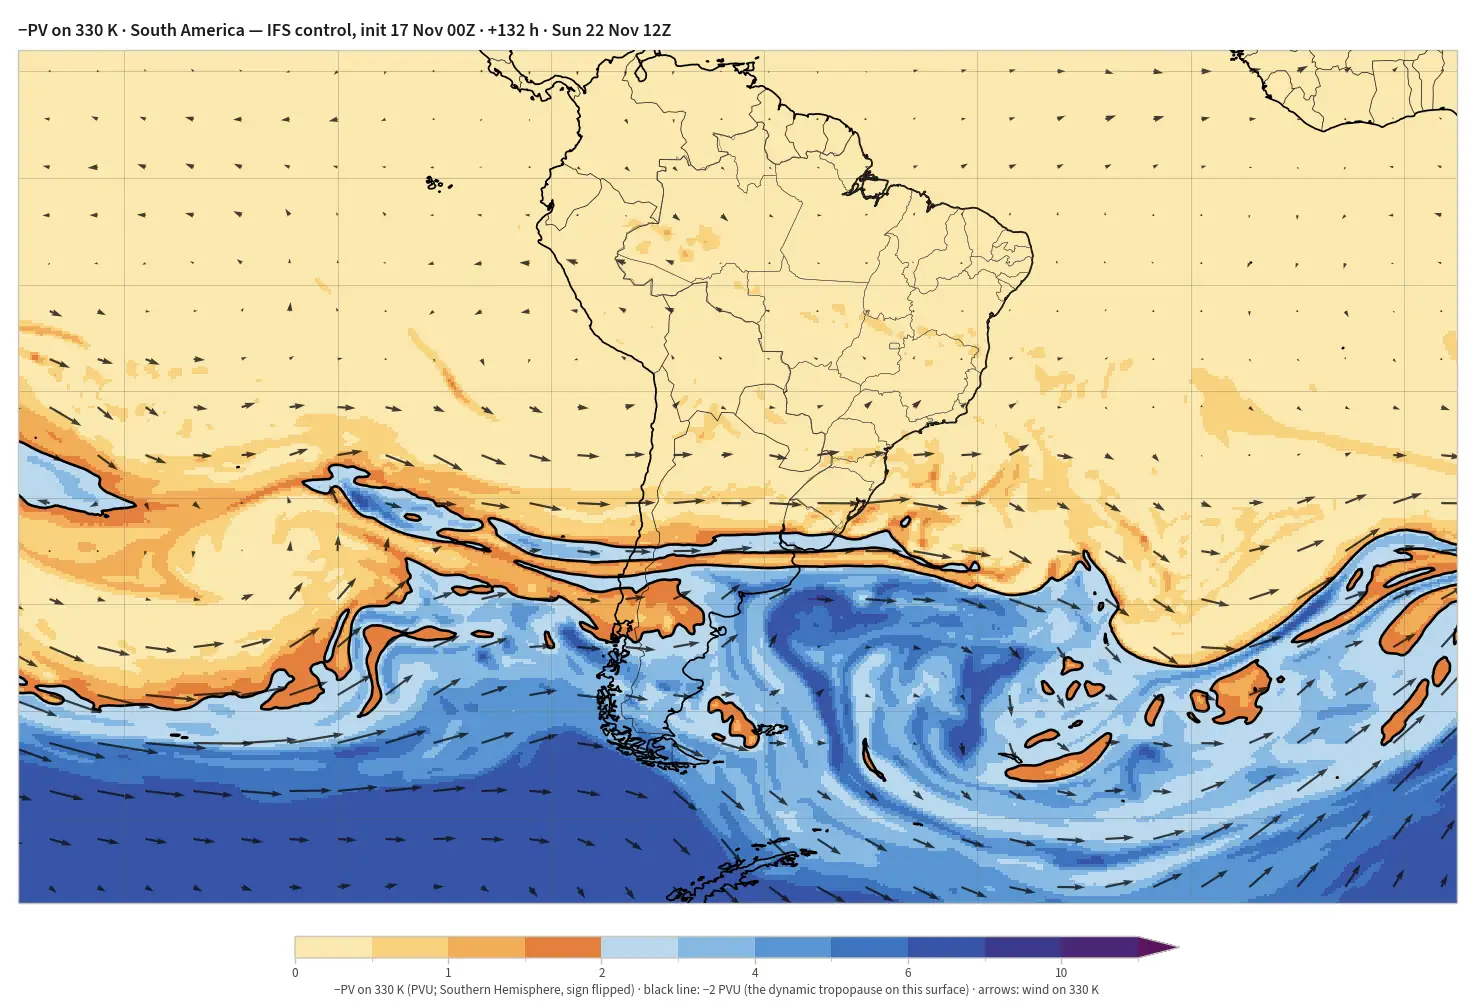 −PV on 330 K · South America — IFS control, init 17 Nov 00Z · +132 h · Sun 22 Nov 12Z
0 1 2 4 6 10
−PV on 330 K (PVU; Southern Hemisphere, sign flipped) · black line: −2 PVU (the dynamic tropopause on this surface) · arrows: wind on 330 K